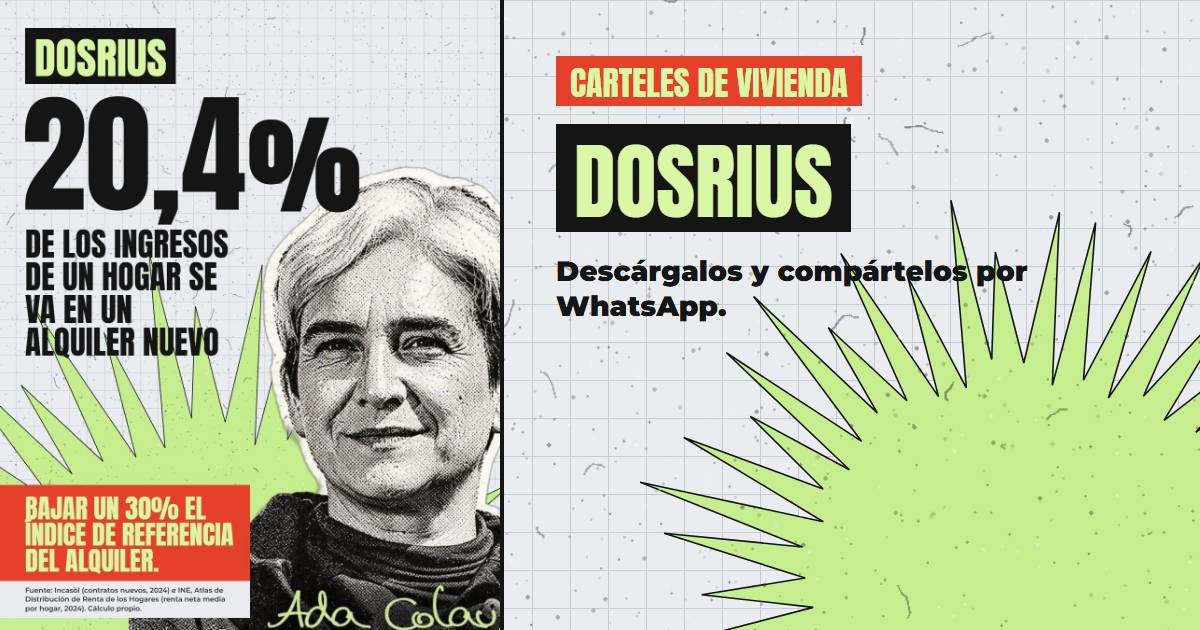 DOSRIUS
20,4%
DE LOS INGRESOS
DE UN HOGAR SE
VA EN UN
ALQUILER NUEVO
BAJAR UN 30% EL
ÍNDICE DE REFERENCIA
DEL ALQUILER.
Fuente: Incasòl (contratos nuevos, 2024) e INE, Atlas de
Distribución de Renta de los Hogares (renta neta media
por hogar, 2024). Cálculo propio.
Ada Colau
CARTELES DE VIVIENDA
DOSRIUS
Descárgalos y compártelos por
WhatsApp.